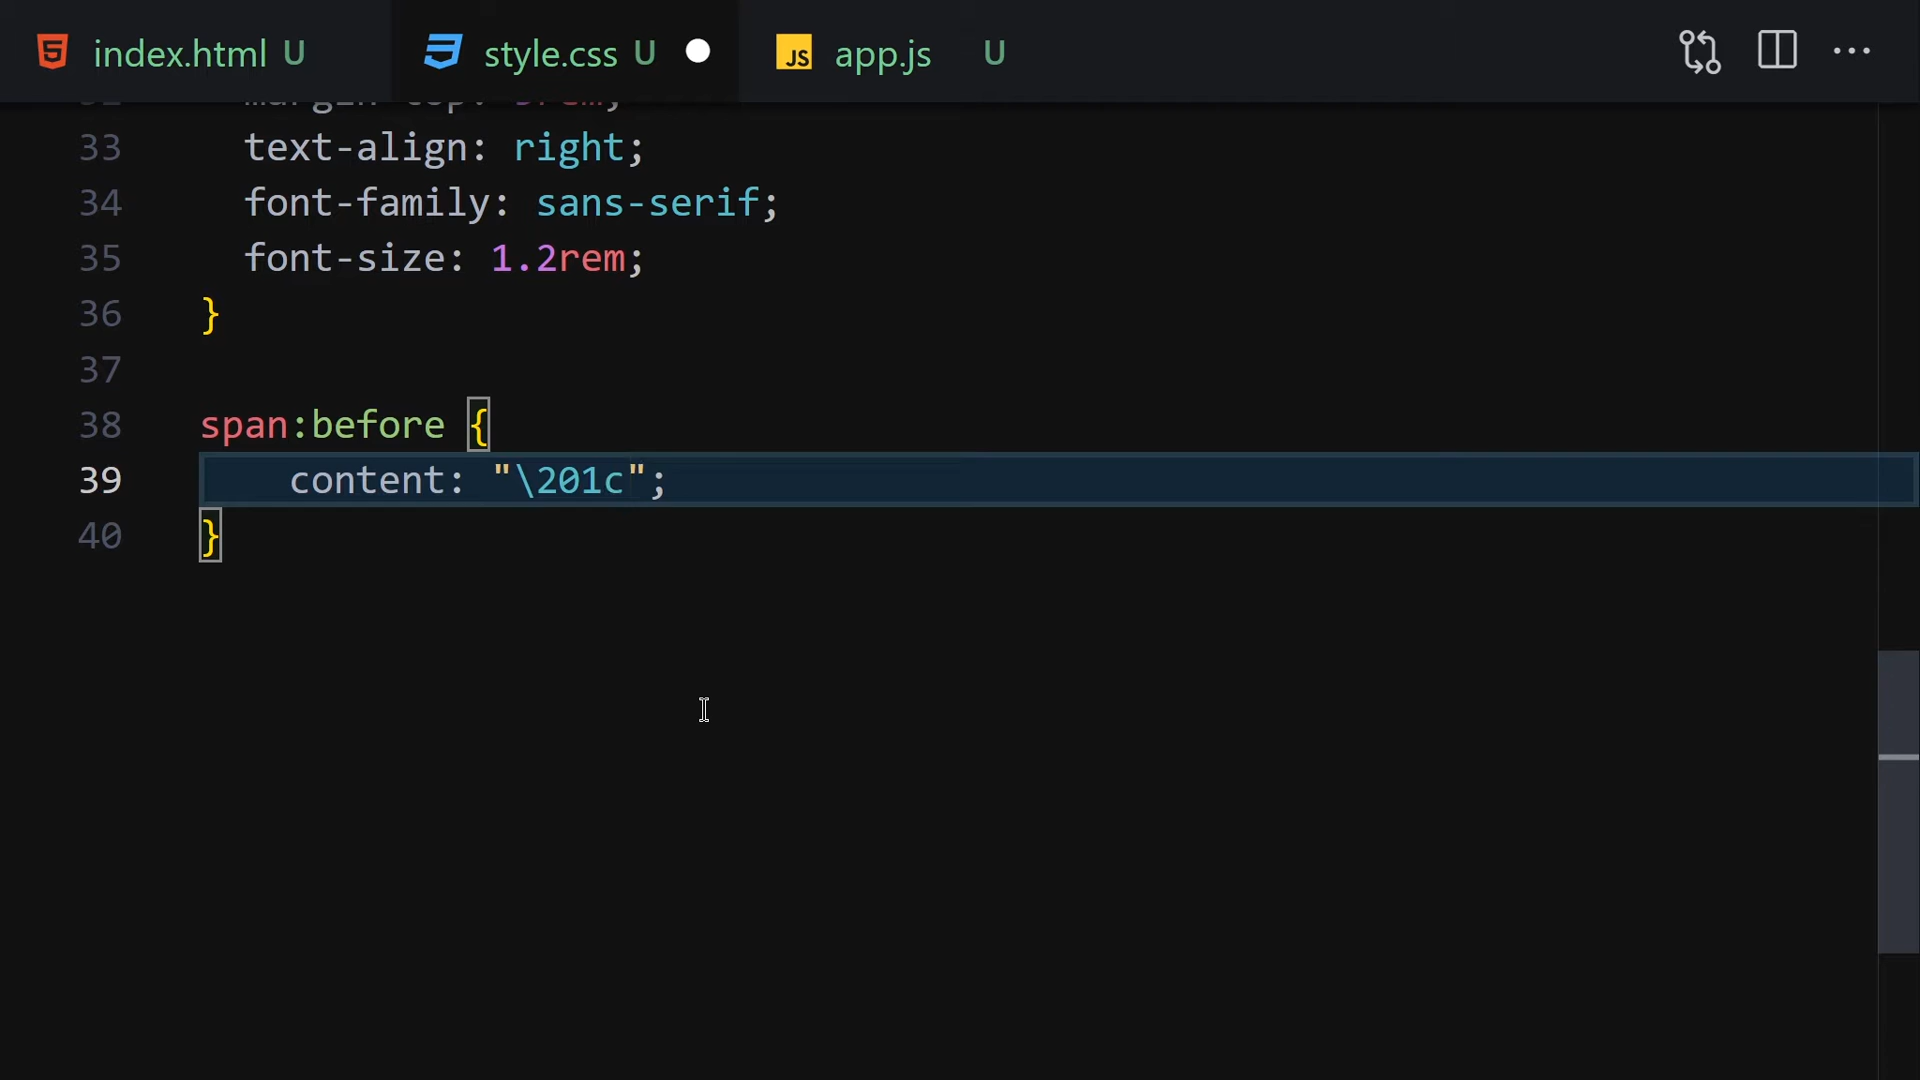 index.html U style.css U JS app.js U
33 text-align: right;
34 font-family: sans-serif;
35 font-size: 1.2rem;
36 }
37
38 span:before {
39 content: "\201c";
40 }